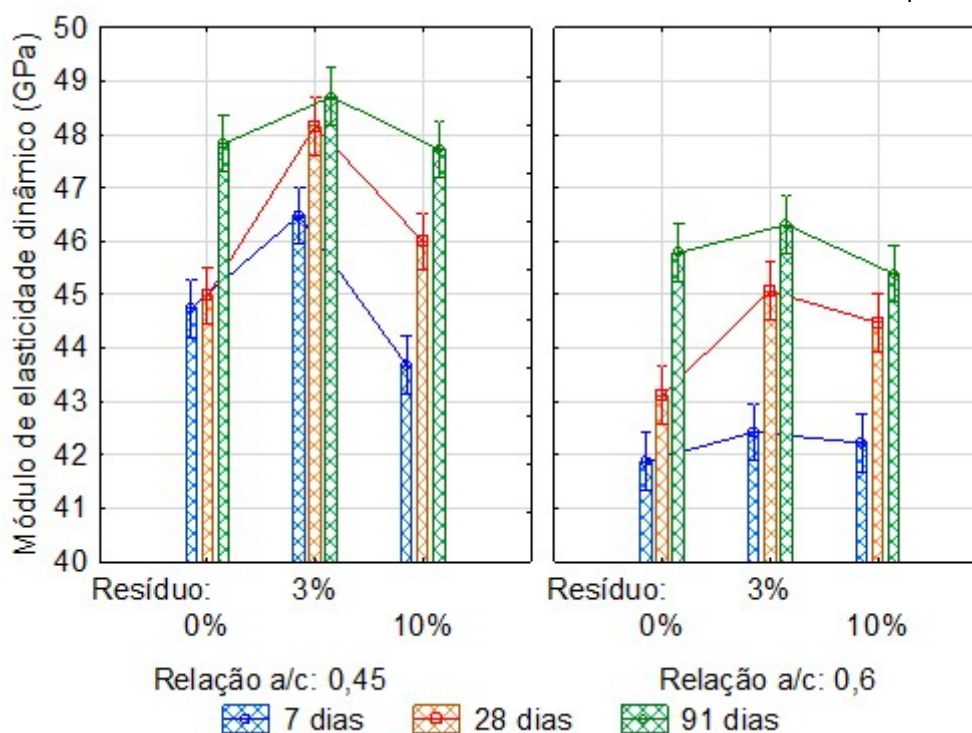 Módulo de elasticidade dinâmico (GPa)
50
49
48
47
46
45
44
43
42
41
40
Resíduo: 3% Resíduo: 3%
0% 10% 0% 10%
Relação a/c: 0,45 Relação a/c: 0,6
7 dias 28 dias 91 dias